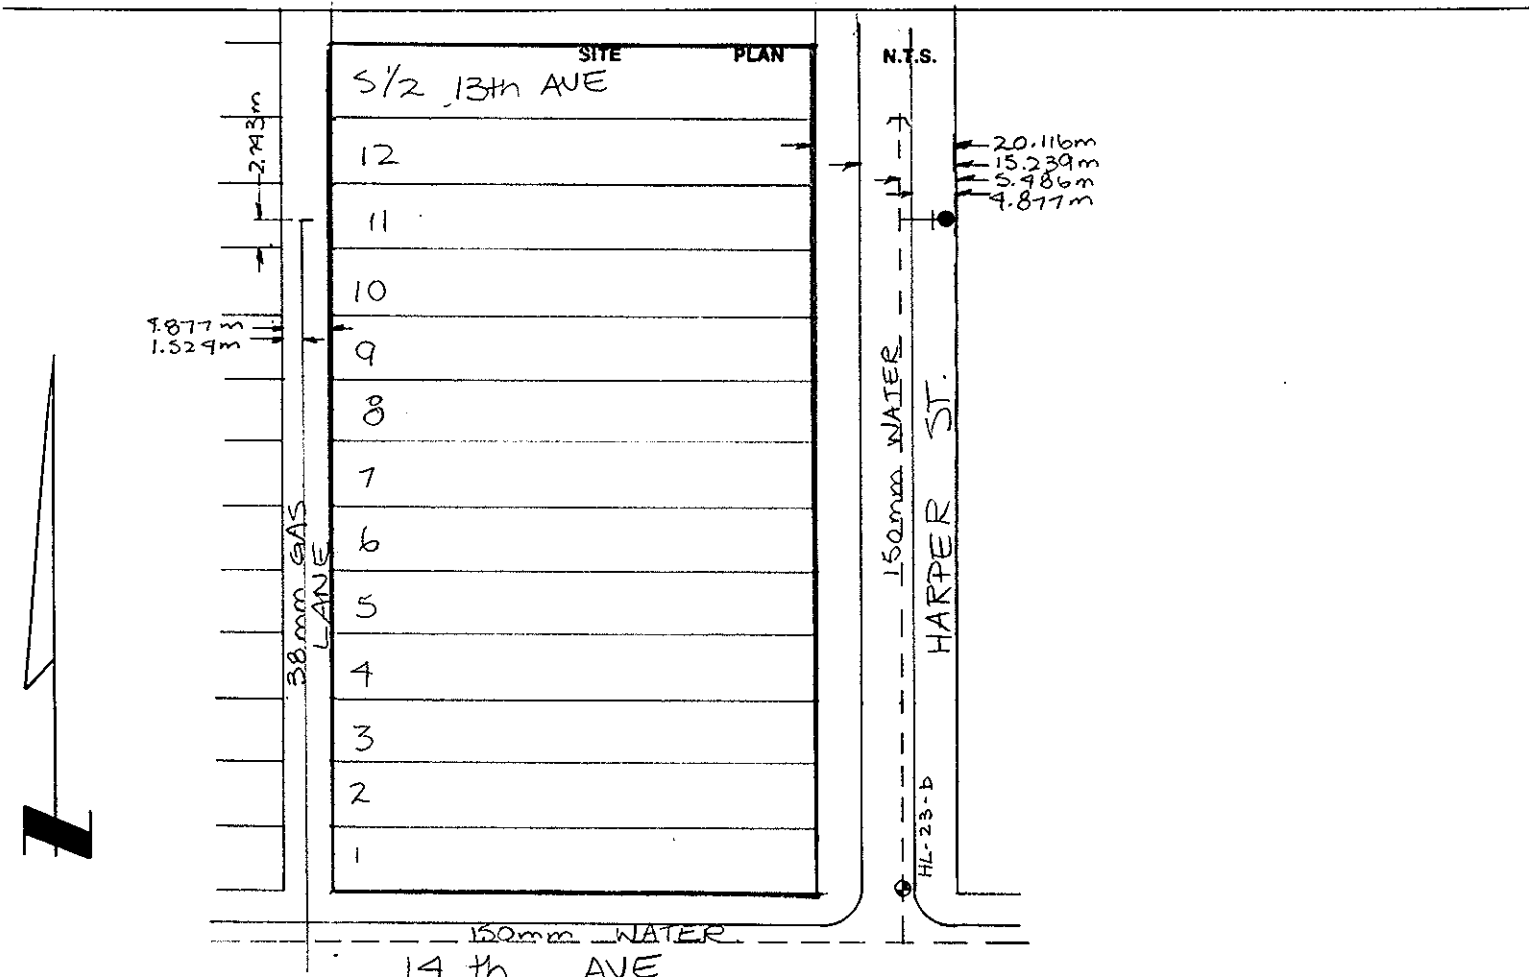 SITE PLAN N.T.S.
S 1/2 13th AVE
2.743m
12
20.116m
15.239m
5.486m
4.877m
11
10
4.877m
1.524m
9
8
7
6
5
4
3
2
1
38mm GAS
LANE
150mm WATER
HARPER ST.
HL-23-b
150mm WATER
14 th AVE